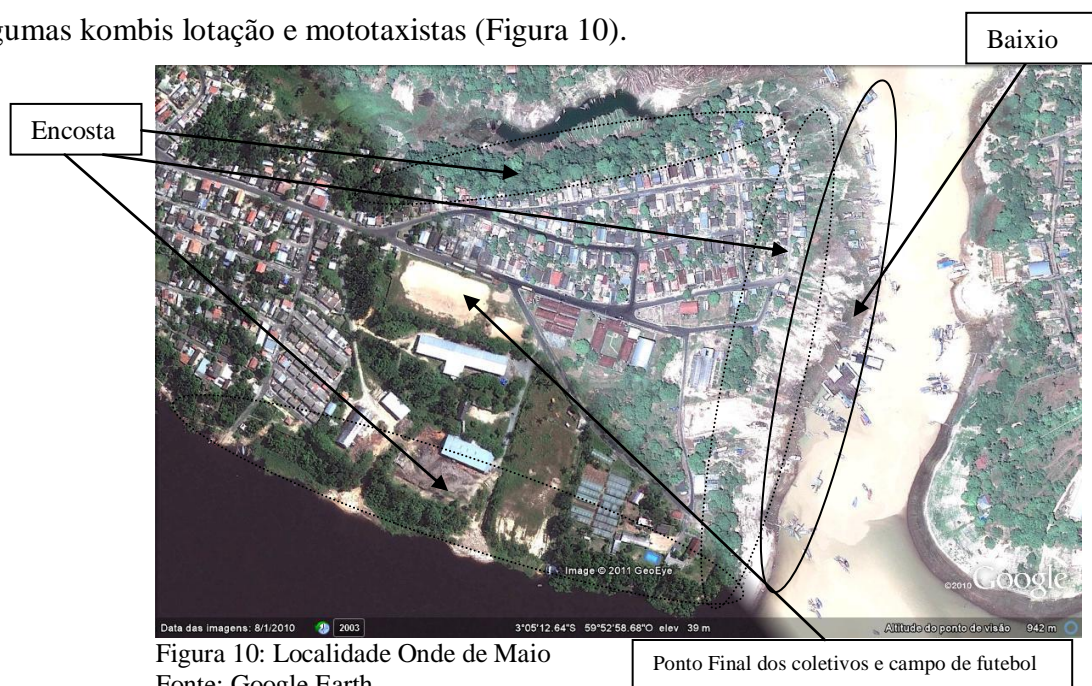 gumas kombis lotação e mototaxistas (Figura 10).
Baixio
Encosta
Image © 2011 GeoEye
©2010 Google
Data das imagens: 8/1/2010 2003 3°05'12.64"S 59°52'58.68"O elev 39 m Altitude do ponto de visão 942 m
Figura 10: Localidade Onde de Maio
Ponto Final dos coletivos e campo de futebol
Fonte: Google Earth